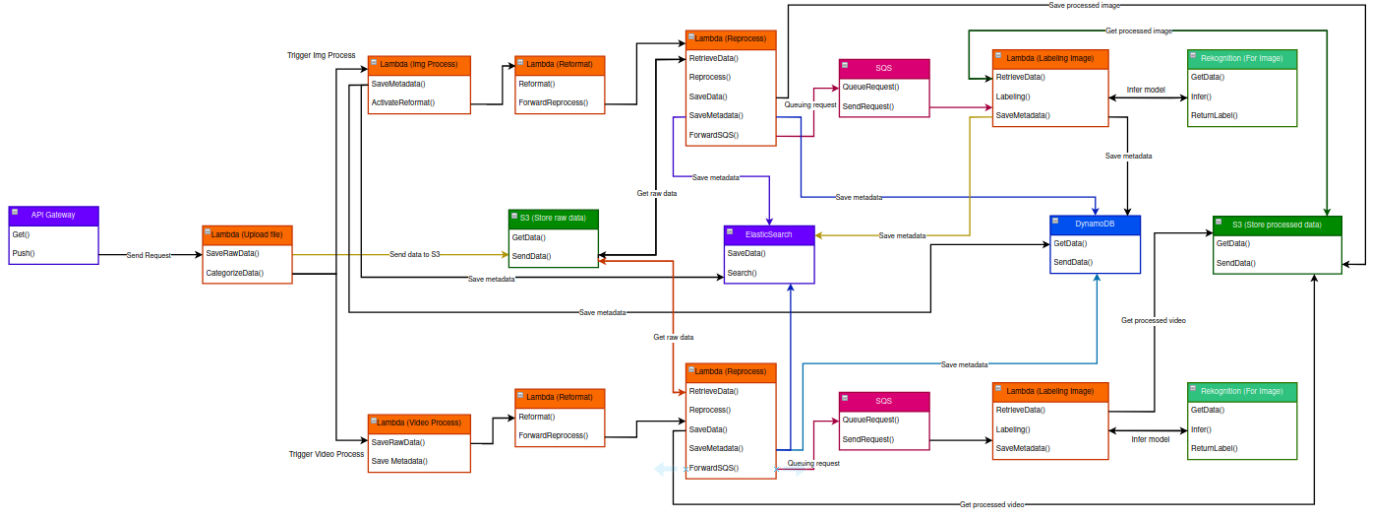 Save processed image
Trigger Img Process
Lambda (Img Process)
SaveMetadata()
ActivateReformat()
Lambda (Reformat)
Reformat()
ForwardReprocess()
Lambda (Reprocess)
RetrieveData()
Reprocess()
SaveData()
SaveMetadata()
ForwardSQS()
Queuing request
SQS
QueueRequest()
SendRequest()
Get processed image
Lambda (Labeling Image)
RetrieveData()
Labeling()
SaveMetadata()
Infer model
Rekognition (For Image)
GetData()
Infer()
ReturnLabel()
Save metadata
Save metadata
Get raw data
Save metadata
API Gateway
Get()
Push()
Send Request
Lambda (Upload file)
SaveRawData()
CategorizeData()
Send data to S3
S3 (Store raw data)
GetData()
SendData()
ElasticSearch
SaveData()
Search()
Save metadata
DynamoDB
GetData()
SendData()
S3 (Store processed data)
GetData()
SendData()
Save metadata
Save metadata
Get processed video
Get raw data
Save metadata
Lambda (Video Process)
SaveRawData()
Save Metadata()
Trigger Video Process
Lambda (Reformat)
Reformat()
ForwardReprocess()
Lambda (Reprocess)
RetrieveData()
Reprocess()
SaveData()
SaveMetadata()
ForwardSQS()
Queuing request
SQS
QueueRequest()
SendRequest()
Lambda (Labeling Image)
RetrieveData()
Labeling()
SaveMetadata()
Infer model
Rekognition (For Image)
GetData()
Infer()
ReturnLabel()
Get processed video